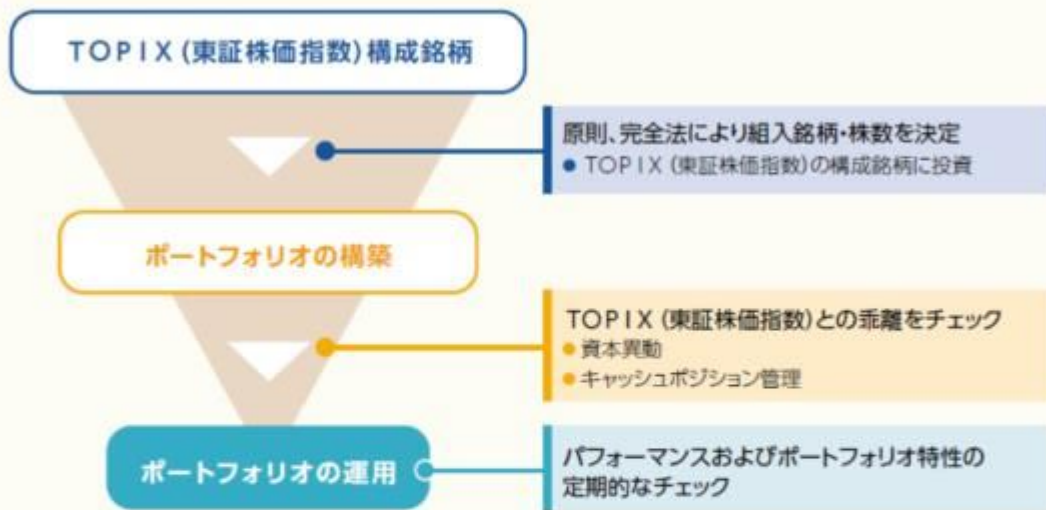 TOPIX(東証株価指数)構成銘柄
原則、完全法により組入銘柄・株数を決定
● TOPIX(東証株価指数)の構成銘柄に投資
ポートフォリオの構築
TOPIX(東証株価指数)との乖離をチェック
● 資本異動
● キャッシュポジション管理
ポートフォリオの運用
パフォーマンスおよびポートフォリオ特性の
定期的なチェック